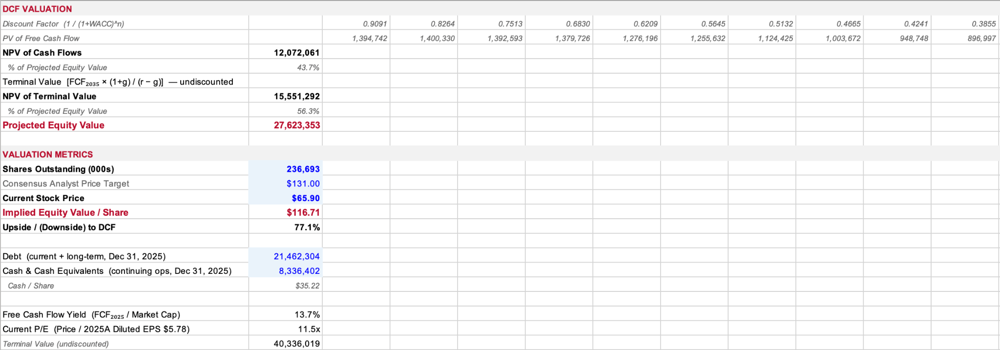 DCF VALUATION
Discount Factor (1 / (1+WACC)^n) 0.9091 0.8264 0.7513 0.6830 0.6209 0.5645 0.5132 0.4665 0.4241 0.3855
PV of Free Cash Flow 1,394,742 1,400,330 1,392,593 1,379,726 1,276,196 1,255,632 1,124,425 1,003,672 948,748 896,997
NPV of Cash Flows 12,072,061
% of Projected Equity Value 43.7%
Terminal Value [FCF₂₀₃₅ × (1+g) / (r − g)] — undiscounted
NPV of Terminal Value 15,551,292
% of Projected Equity Value 56.3%
Projected Equity Value 27,623,353
VALUATION METRICS
Shares Outstanding (000s) 236,693
Consensus Analyst Price Target $131.00
Current Stock Price $65.90
Implied Equity Value / Share $116.71
Upside / (Downside) to DCF 77.1%
Debt (current + long-term, Dec 31, 2025) 21,462,304
Cash & Cash Equivalents (continuing ops, Dec 31, 2025) 8,336,402
Cash / Share $35.22
Free Cash Flow Yield (FCF₂₀₂₅ / Market Cap) 13.7%
Current P/E (Price / 2025A Diluted EPS $5.78) 11.5x
Terminal Value (undiscounted) 40,336,019